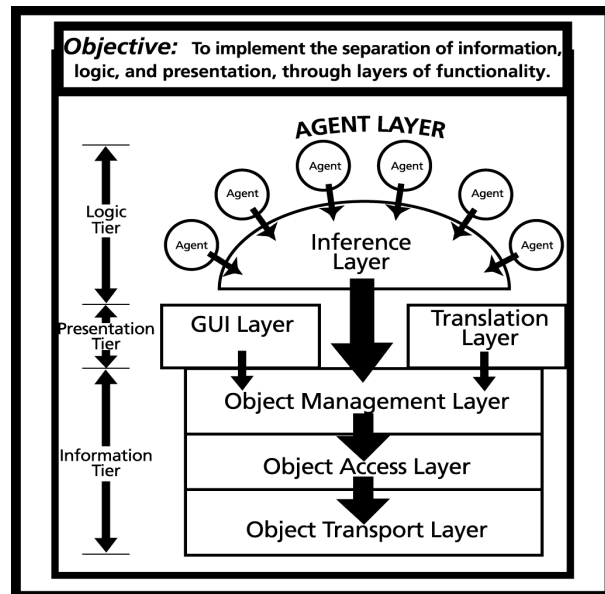 Objective: To implement the separation of information,
logic, and presentation, through layers of functionality.
AGENT LAYER
Agent
Agent
Agent
Agent
Agent
Agent
Logic
Tier
Inference
Layer
Presentation
Tier
GUI Layer
Translation
Layer
Object Management Layer
Information
Tier
Object Access Layer
Object Transport Layer